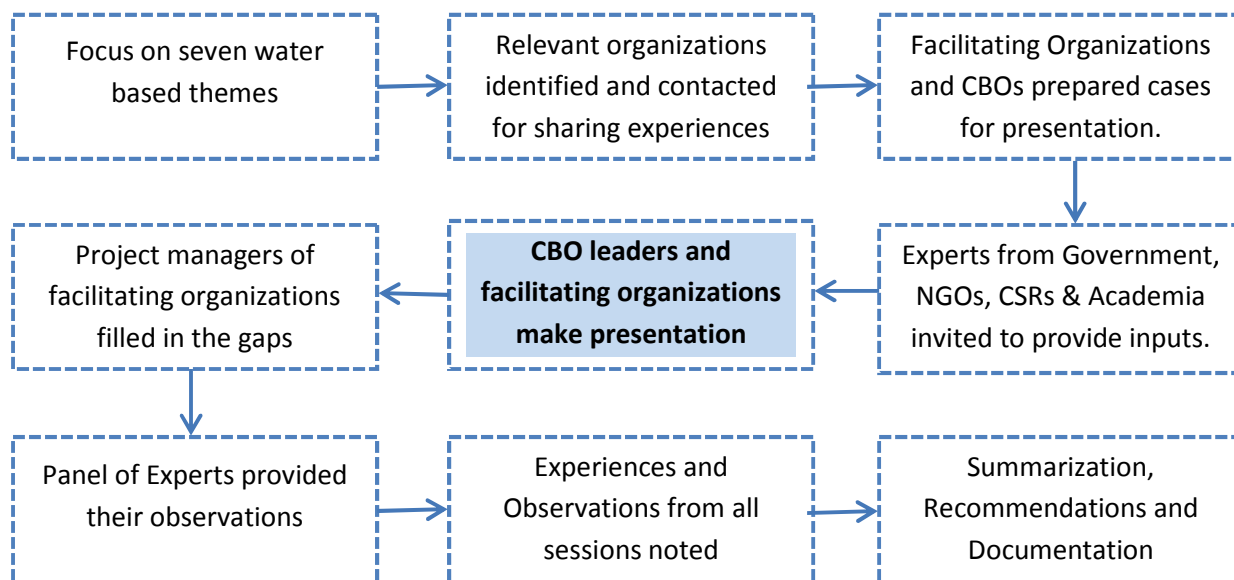 Focus on seven water
based themes
Relevant organizations
identified and contacted
for sharing experiences
Facilitating Organizations
and CBOs prepared cases
for presentation.
Experts from Government,
NGOs, CSRs & Academia
invited to provide inputs.
CBO leaders and
facilitating organizations
make presentation
Project managers of
facilitating organizations
filled in the gaps
Panel of Experts provided
their observations
Experiences and
Observations from all
sessions noted
Summarization,
Recommendations and
Documentation